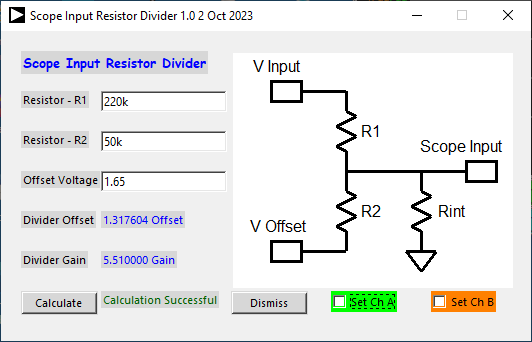 Scope Input Resistor Divider 1.0 2 Oct 2023
Scope Input Resistor Divider
Resistor - R1
220k
Resistor - R2
50k
Offset Voltage
1.65
Divider Offset
1.317604 Offset
Divider Gain
5.510000 Gain
Calculate
Calculation Successful
Dismiss
Set Ch A
Set Ch B
V Input
R1
Scope Input
R2
Rint
V Offset